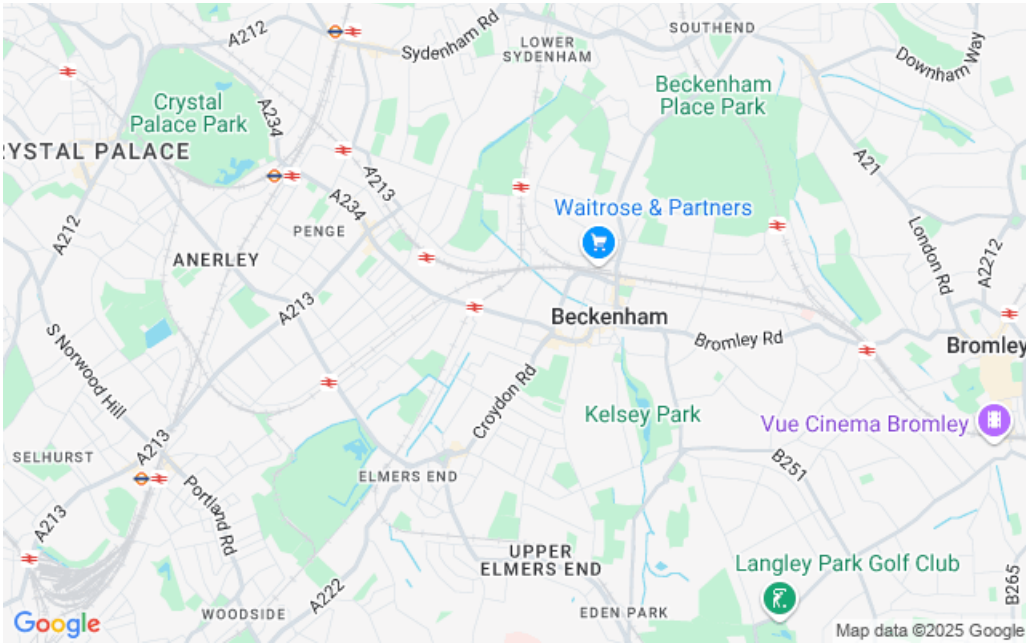 A212
Sydenham Rd
LOWER
SYDENHAM
SOUTHEND
Downham Way
Crystal
Palace Park
A234
Beckenham
Place Park
RYSTAL PALACE
A213
A21
A234
Waitrose & Partners
A212
PENGE
London Rd
A2212
ANERLEY
A213
Beckenham
Bromley Rd
Bromley
S Norwood Hill
Croydon Rd
Kelsey Park
Vue Cinema Bromley
A213
SELHURST
ELMERS END
B251
Portland Rd
A213
UPPER
ELMERS END
Langley Park Golf Club
B265
A222
WOODSIDE
EDEN PARK
Google
Map data ©2025 Google